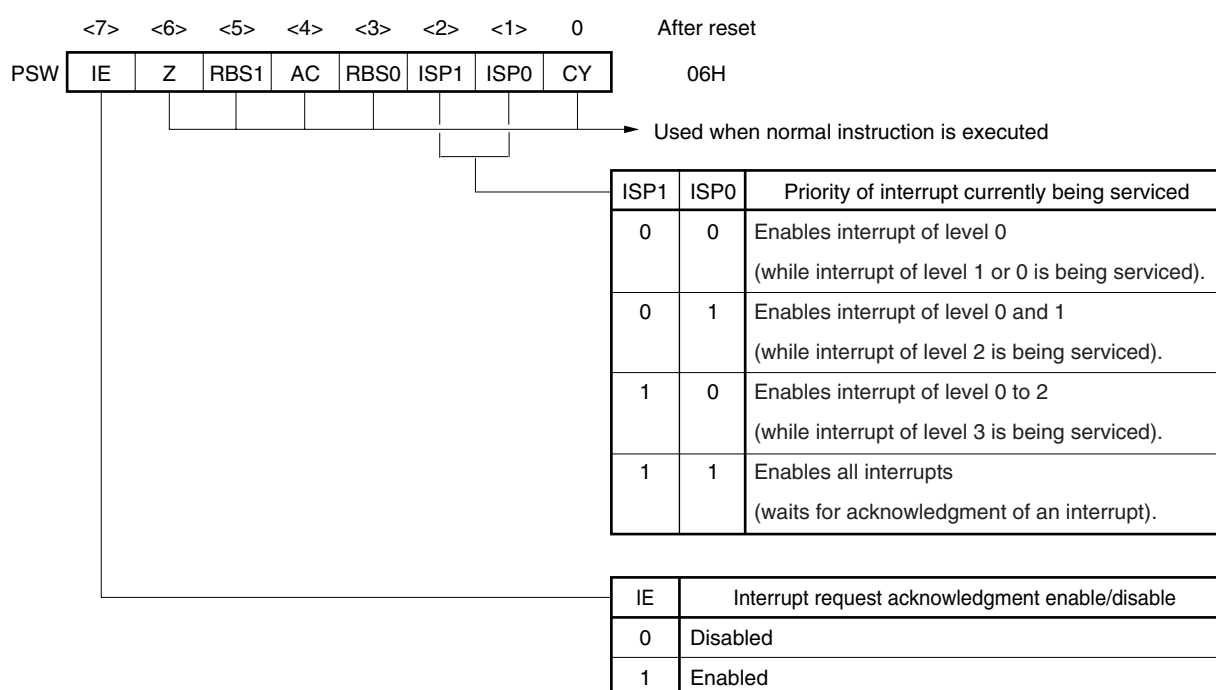 <7> <6> <5> <4> <3> <2> <1> 0 After reset
PSW IE Z RBS1 AC RBS0 ISP1 ISP0 CY 06H
Used when normal instruction is executed
ISP1 ISP0 Priority of interrupt currently being serviced
0 0 Enables interrupt of level 0
(while interrupt of level 1 or 0 is being serviced).
0 1 Enables interrupt of level 0 and 1
(while interrupt of level 2 is being serviced).
1 0 Enables interrupt of level 0 to 2
(while interrupt of level 3 is being serviced).
1 1 Enables all interrupts
(waits for acknowledgment of an interrupt).
IE Interrupt request acknowledgment enable/disable
0 Disabled
1 Enabled